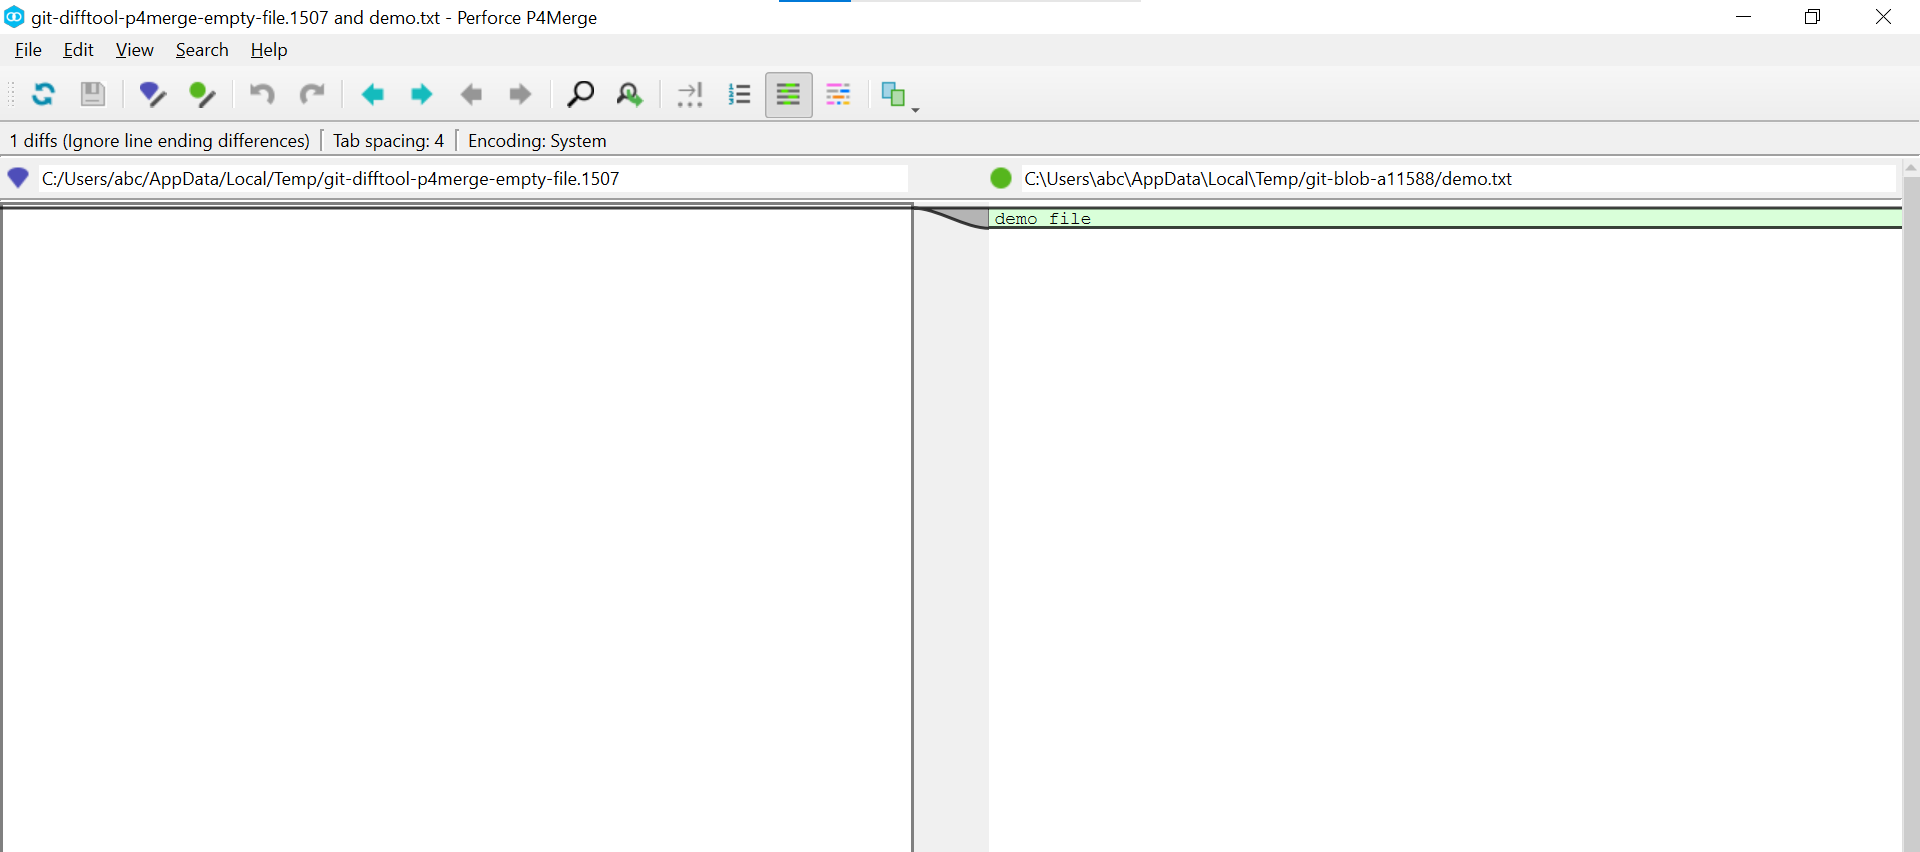 git-difftool-p4merge-empty-file.1507 and demo.txt - Perforce P4Merge
File Edit View Search Help
1 diffs (Ignore line ending differences) Tab spacing: 4 Encoding: System
C:/Users/abc/AppData/Local/Temp/git-difftool-p4merge-empty-file.1507 C:\Users\abc\AppData\Local\Temp/git-blob-a11588/demo.txt
demo file